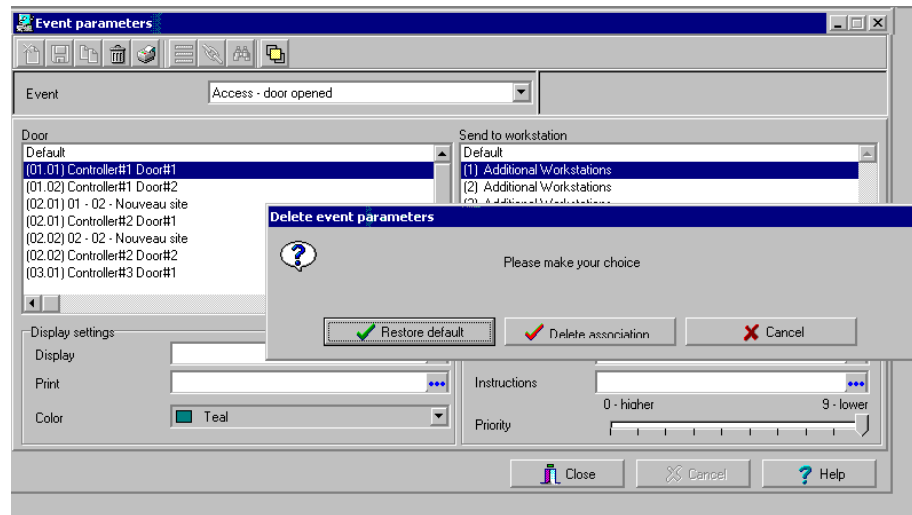 Event parameters
Event
Access - door opened
Door
Default
(01.01) Controller#1 Door#1
(01.02) Controller#1 Door#2
(02.01) 01 - 02 - Nouveau site
(02.01) Controller#2 Door#1
(02.02) 02 - 02 - Nouveau site
(02.02) Controller#2 Door#2
(03.01) Controller#3 Door#1
Send to workstation
Default
(1) Additional Workstations
(2) Additional Workstations
Delete event parameters
Please make your choice
Restore default
Delete association
Cancel
Display settings
Display
Print
Color
Teal
Instructions
0 - higher
9 - lower
Priority
Close
Cancel
Help